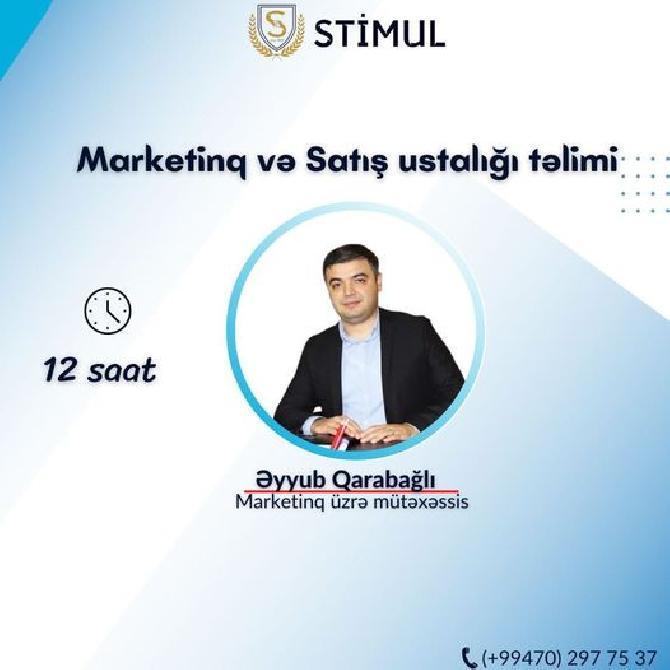 STİMUL
Marketinq və Satış ustalığı təlimi
12 saat
Əyyub Qarabağlı
Marketinq üzrə mütəxəssis
(+99470) 297 75 37